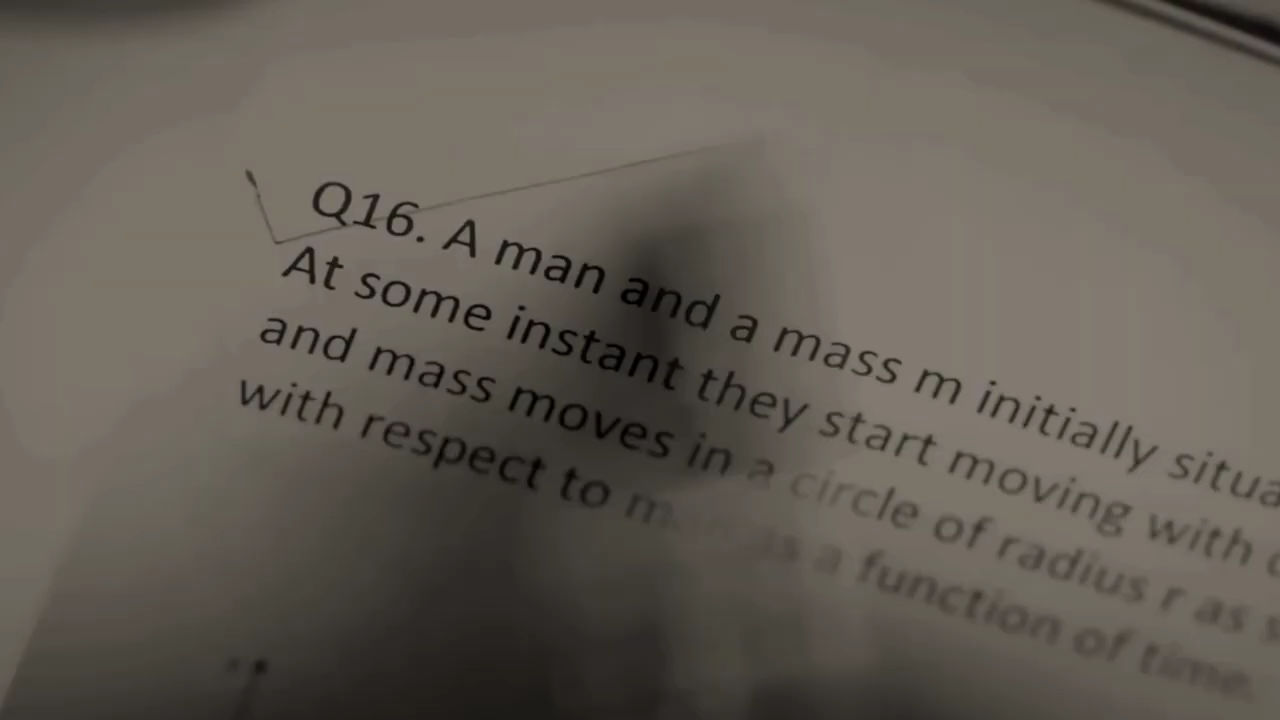 Q16. A man and a mass m initially situa
At some instant they start moving with
and mass moves in a circle of radius r as
with respect to as a function of time.